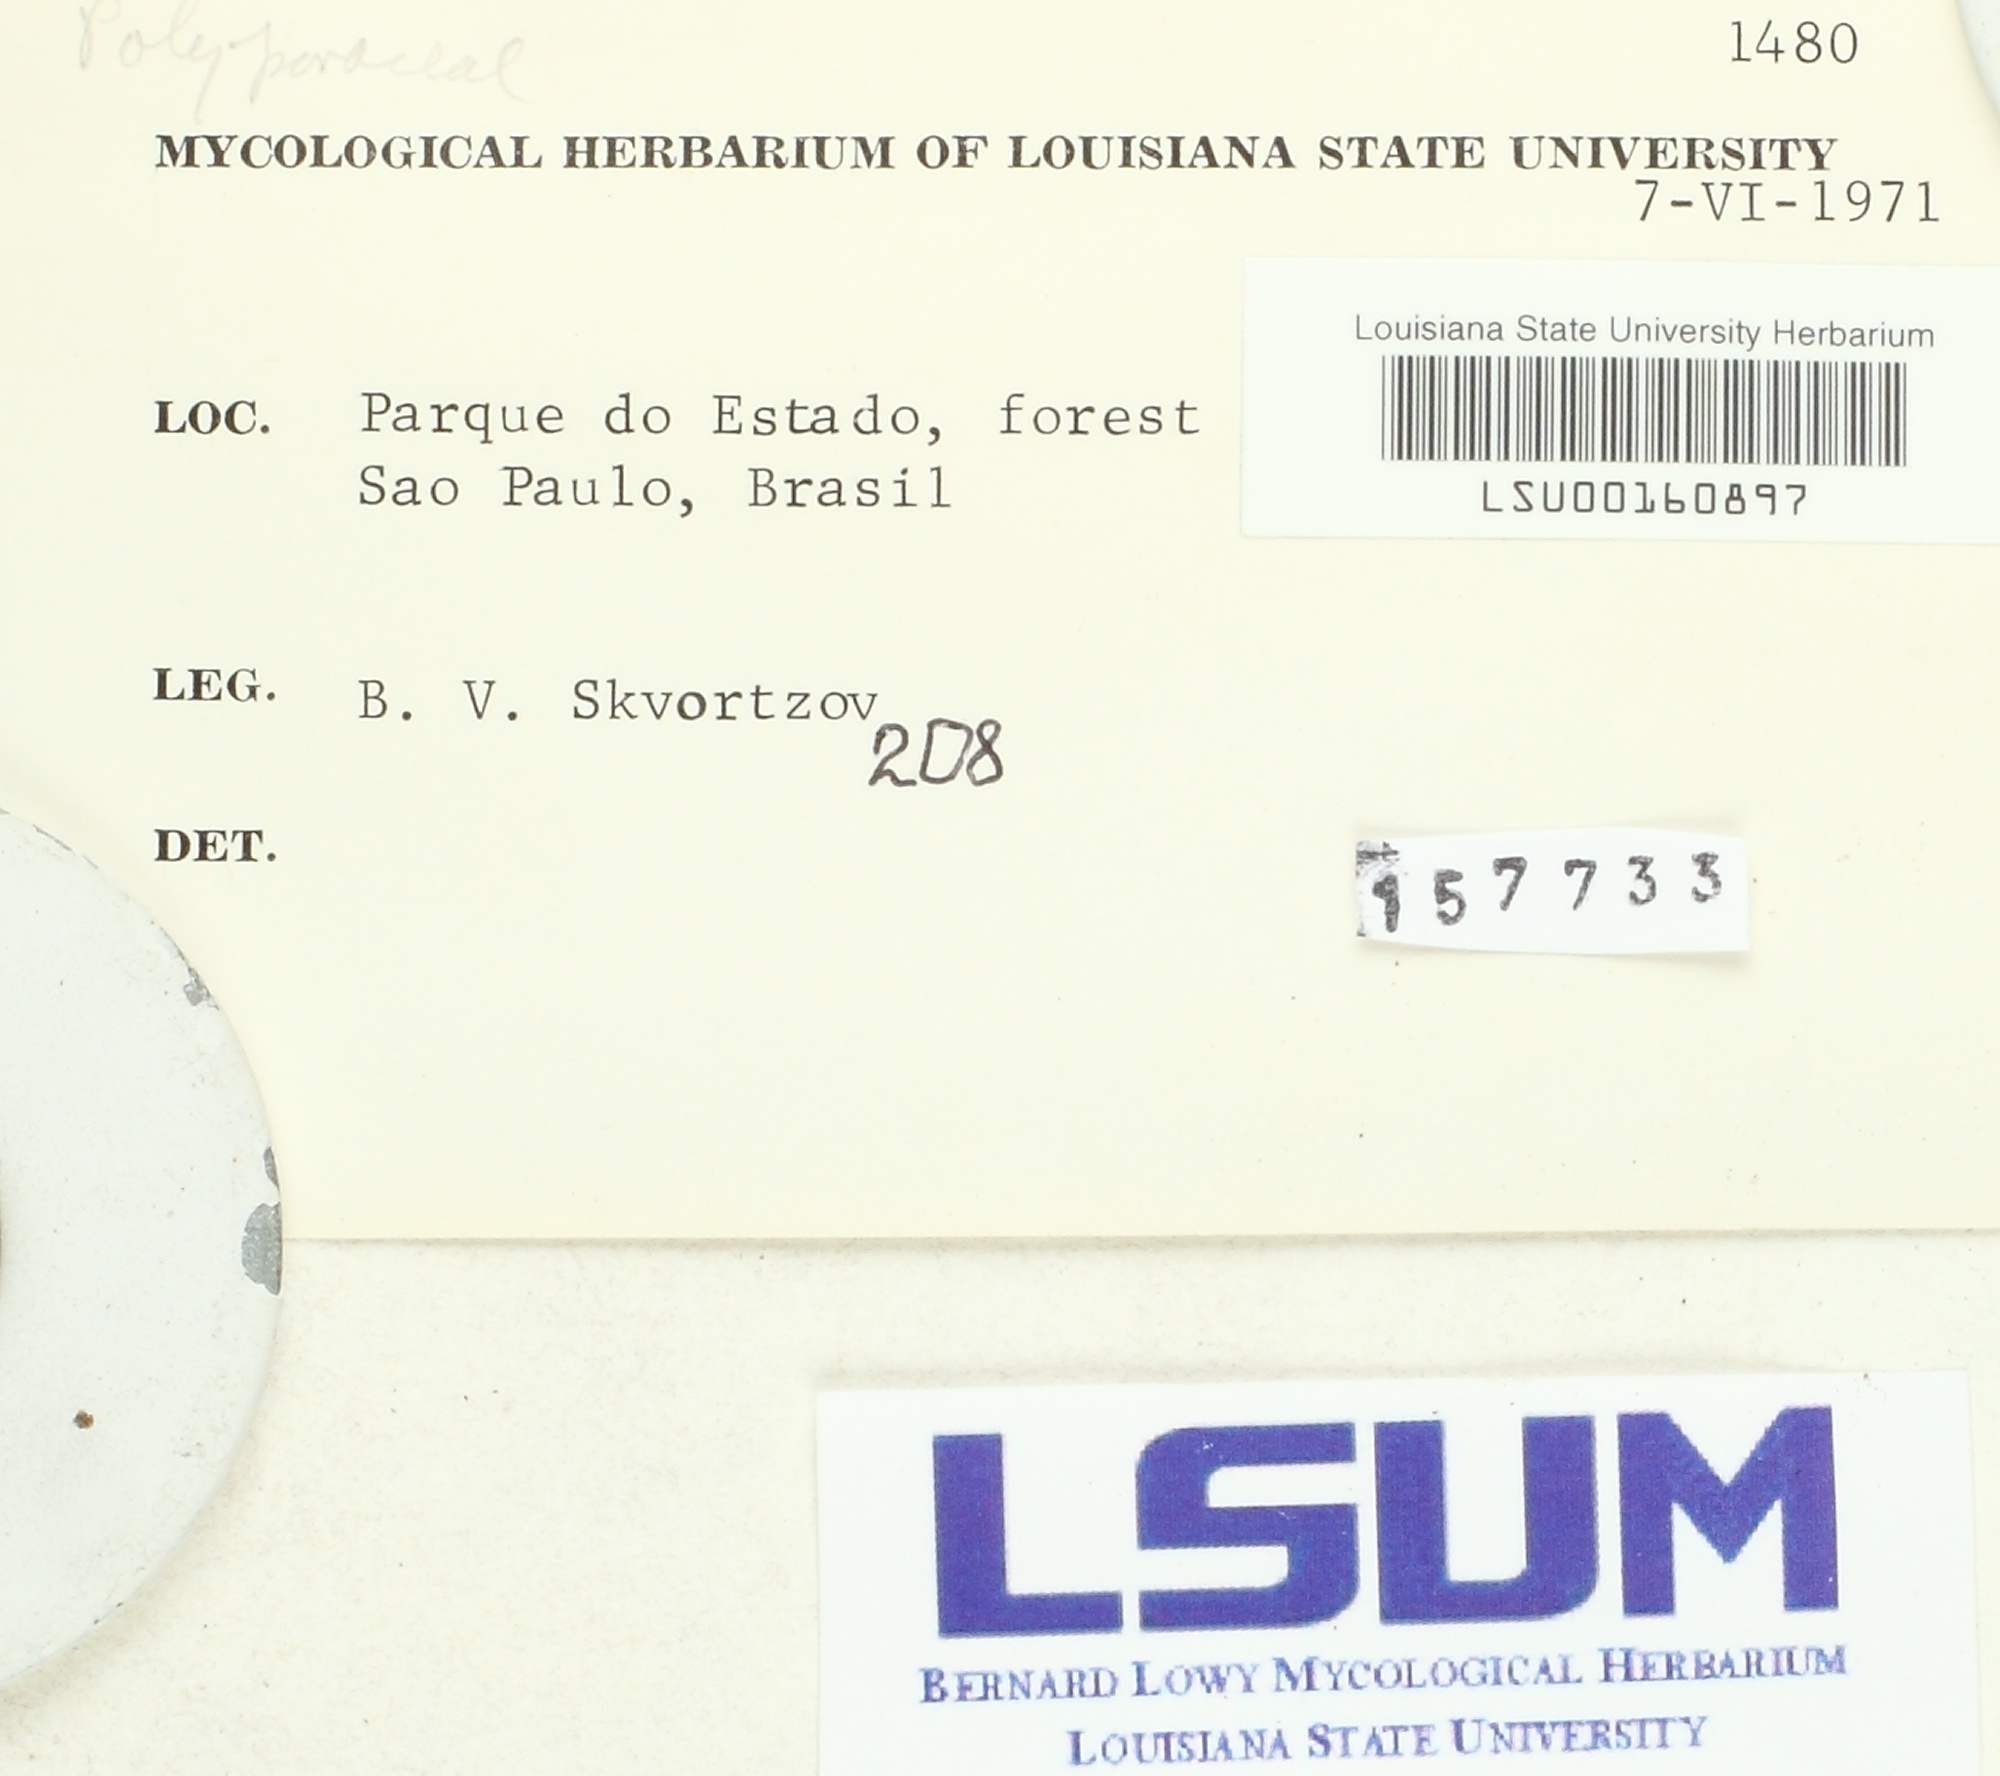 Polyporaceae
1480
MYCOLOGICAL HERBARIUM OF LOUISIANA STATE UNIVERSITY
7-VI-1971
Louisiana State University Herbarium
LSU00160897
LOC. Parque do Estado, forest
Sao Paulo, Brasil
LEG. B. V. Skvortzov
208
DET.
157733
LSUM
BERNARD LOWY MYCOLOGICAL HERBARIUM
LOUISIANA STATE UNIVERSITY